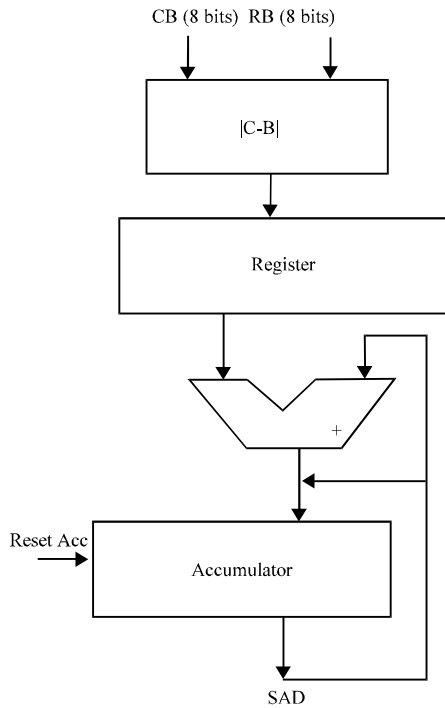 CB (8 bits) RB (8 bits)
|C-B|
Register
+
Reset Acc
Accumulator
SAD